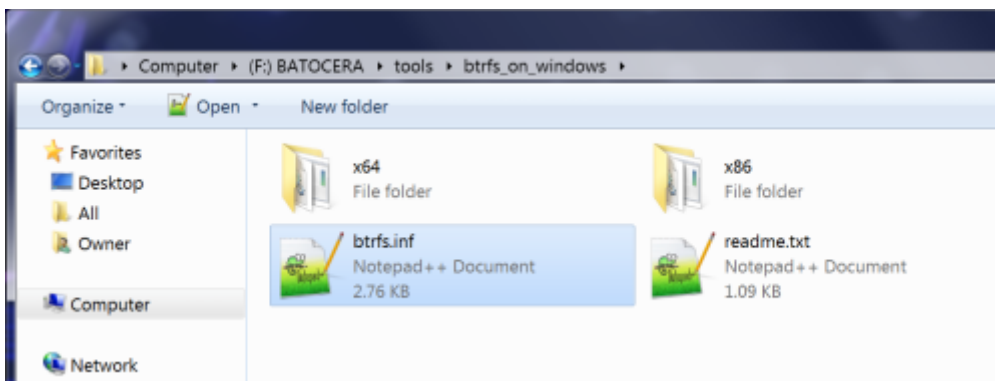 Computer (F:) BATOCERA tools btrfs_on_windows
Organize Open New folder
Favorites
Desktop
All
Owner
Computer
Network
x64
File folder
x86
File folder
btrfs.inf
Notepad++ Document
2.76 KB
readme.txt
Notepad++ Document
1.09 KB